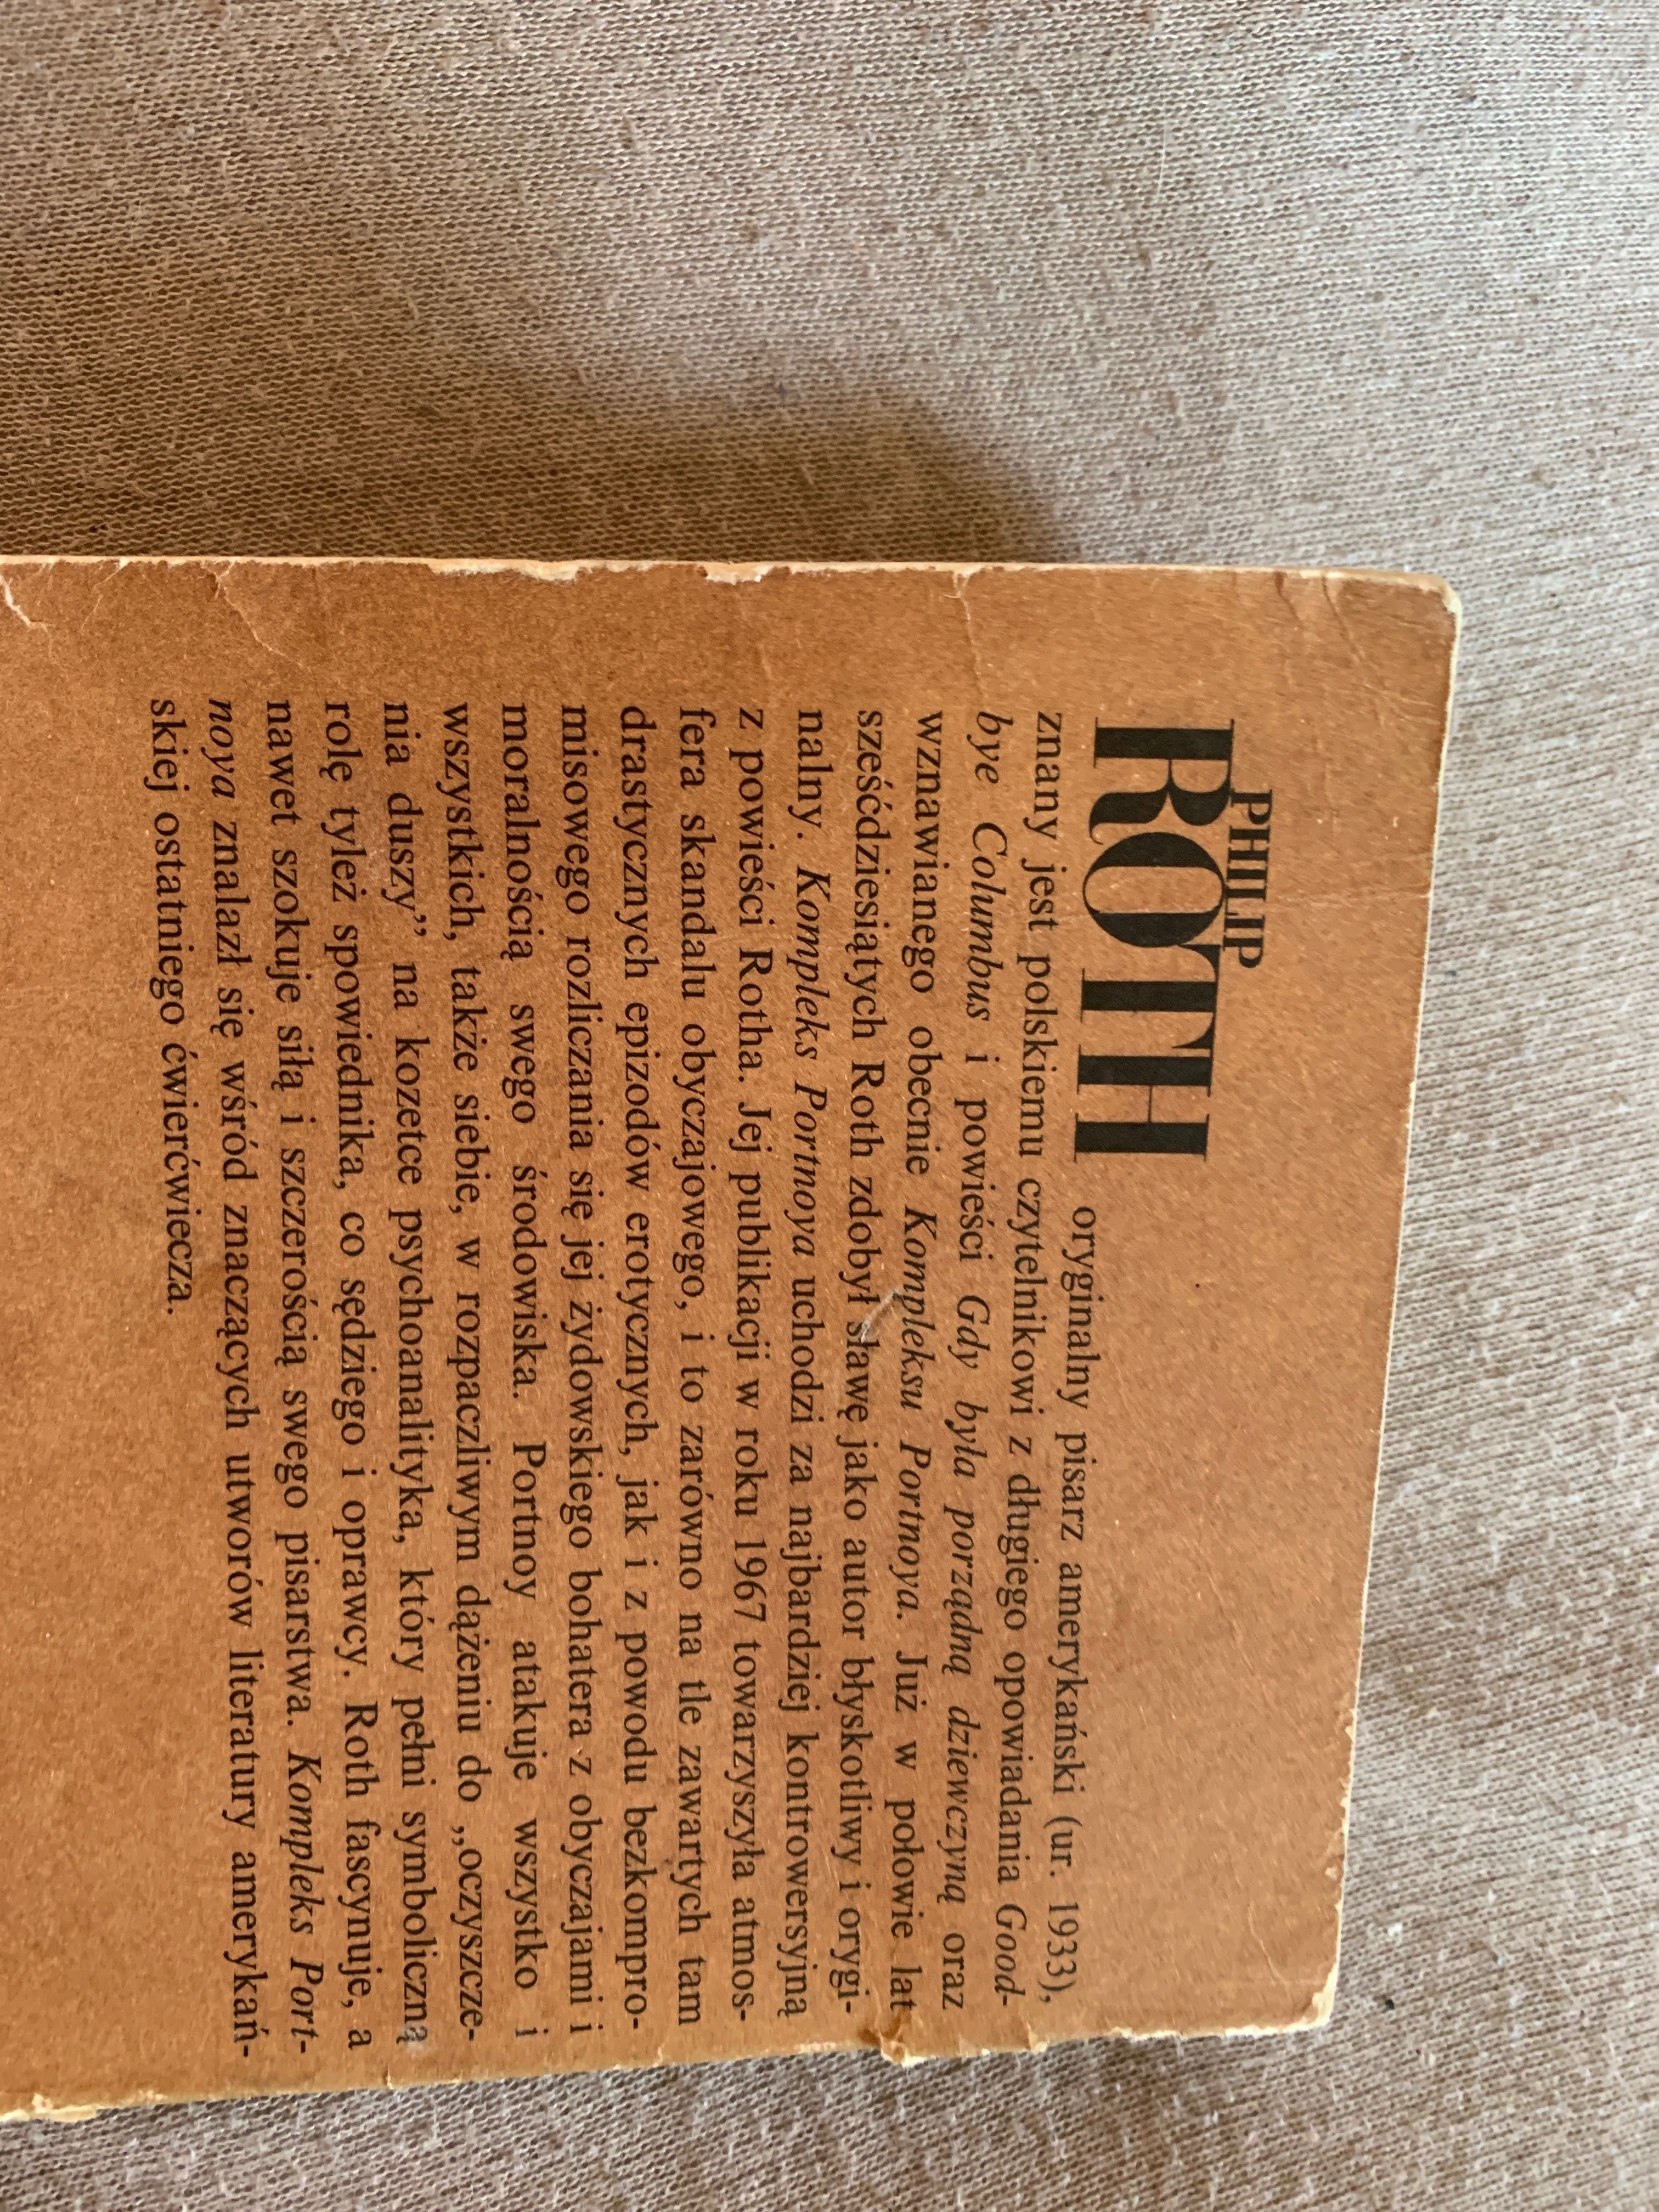 PHILIP
ROTH oryginalny pisarz amerykański (ur. 1933),
znany jest polskiemu czytelnikowi z długiego opowiadania Good-
bye Columbus i powieści Gdy była porządną dziewczyną oraz
wznawianego obecnie Kompleksu Portnoya. Już w połowie lat
sześćdziesiątych Roth zdobył sławę jako autor błyskotliwy i orygi-
nalny. Kompleks Portnoya uchodzi za najbardziej kontrowersyjną
z powieści Rotha. Jej publikacji w roku 1967 towarzyszyła atmos-
fera skandalu obyczajowego, i to zarówno na tle zawartych tam
drastycznych epizodów erotycznych, jak i z powodu bezkompro-
misowego rozliczania się jej żydowskiego bohatera z obyczajami i
moralnością swego środowiska. Portnoy atakuje wszystko i
wszystkich, także siebie, w rozpaczliwym dążeniu do „oczyszcze-
nia duszy” na kozetce psychoanalityka, który pełni symboliczną
rolę tyleż spowiednika, co sędziego i oprawcy. Roth fascynuje, a
nawet szokuje siłą i szczerością swego pisarstwa. Kompleks Port-
noya znalazł się wśród znaczących utworów literatury amerykań-
skiej ostatniego ćwierćwiecza.